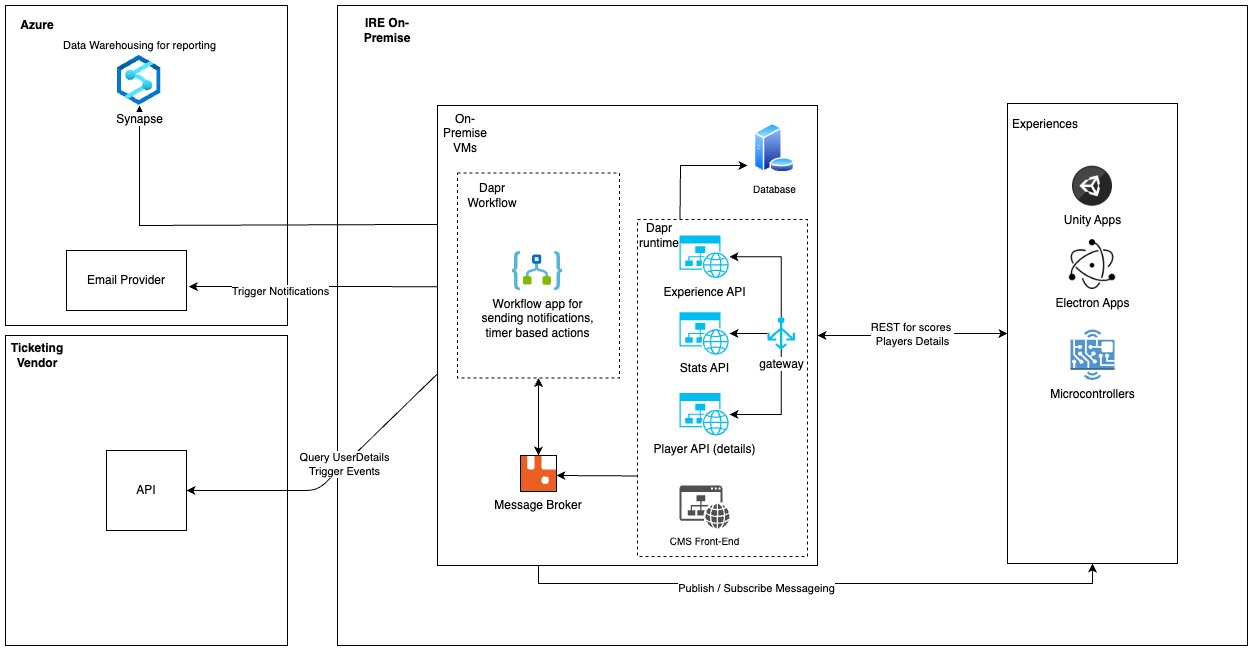 Azure
Data Warehousing for reporting
Synapse
Email Provider
Trigger Notifications
Ticketing
Vendor
API
Query UserDetails
Trigger Events
IRE On-
Premise
On-
Premise
VMs
Dapr
Workflow
Workflow app for
sending notifications,
timer based actions
Message Broker
Database
Dapr
runtime
Experience API
Stats API
gateway
Player API (details)
CMS Front-End
REST for scores
Players Details
Publish / Subscribe Messageing
Experiences
Unity Apps
Electron Apps
Microcontrollers